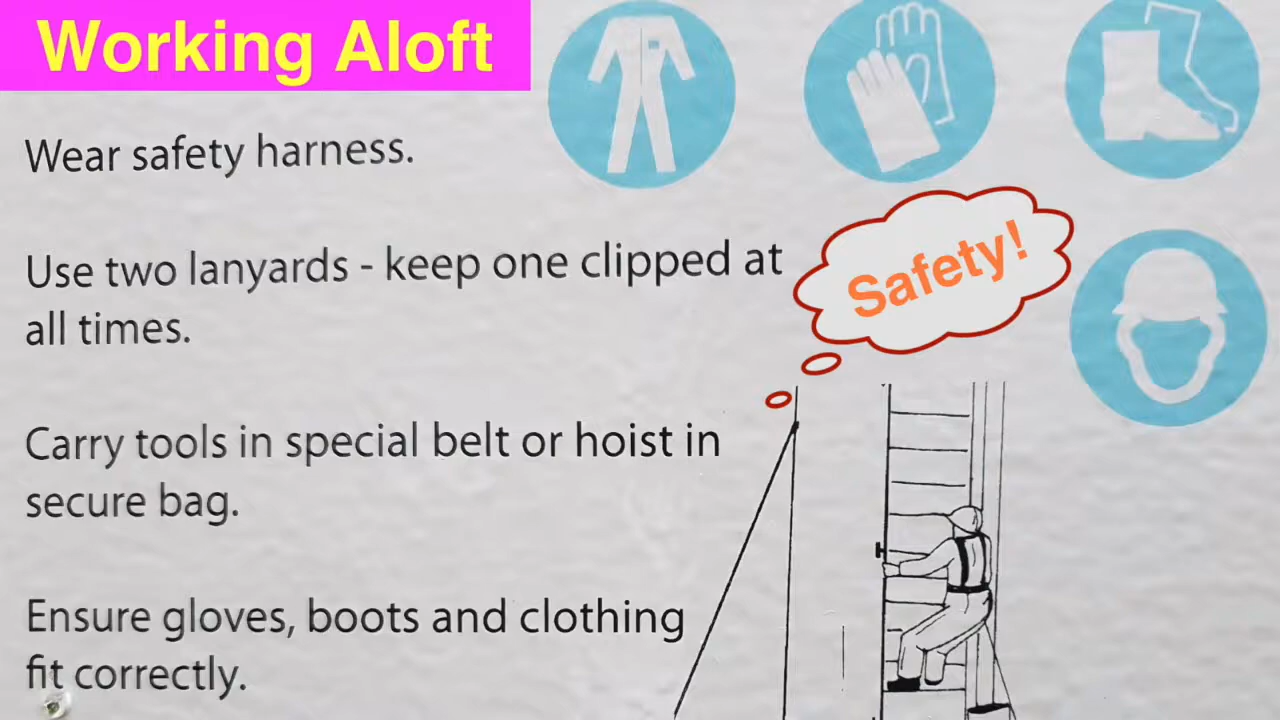 Working Aloft
Wear safety harness.
Use two lanyards - keep one clipped at
all times.
Safety!
Carry tools in special belt or hoist in
secure bag.
Ensure gloves, boots and clothing
fit correctly.